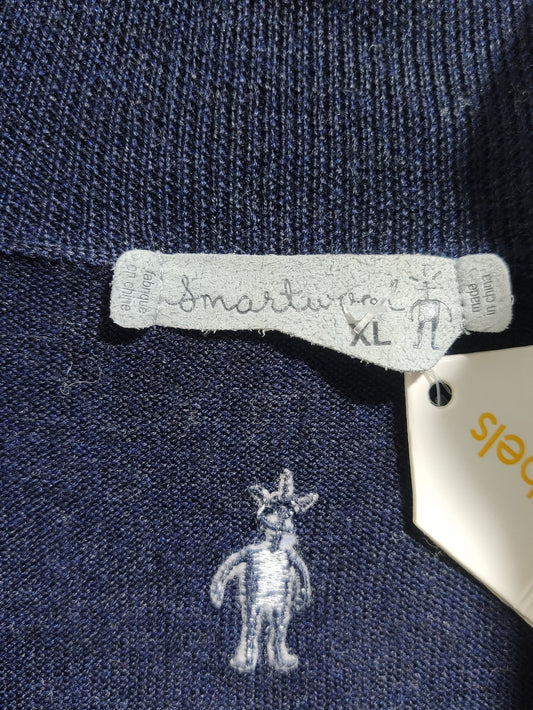 fabriqué
en chine
Smartwool
XL
made
in china
bels